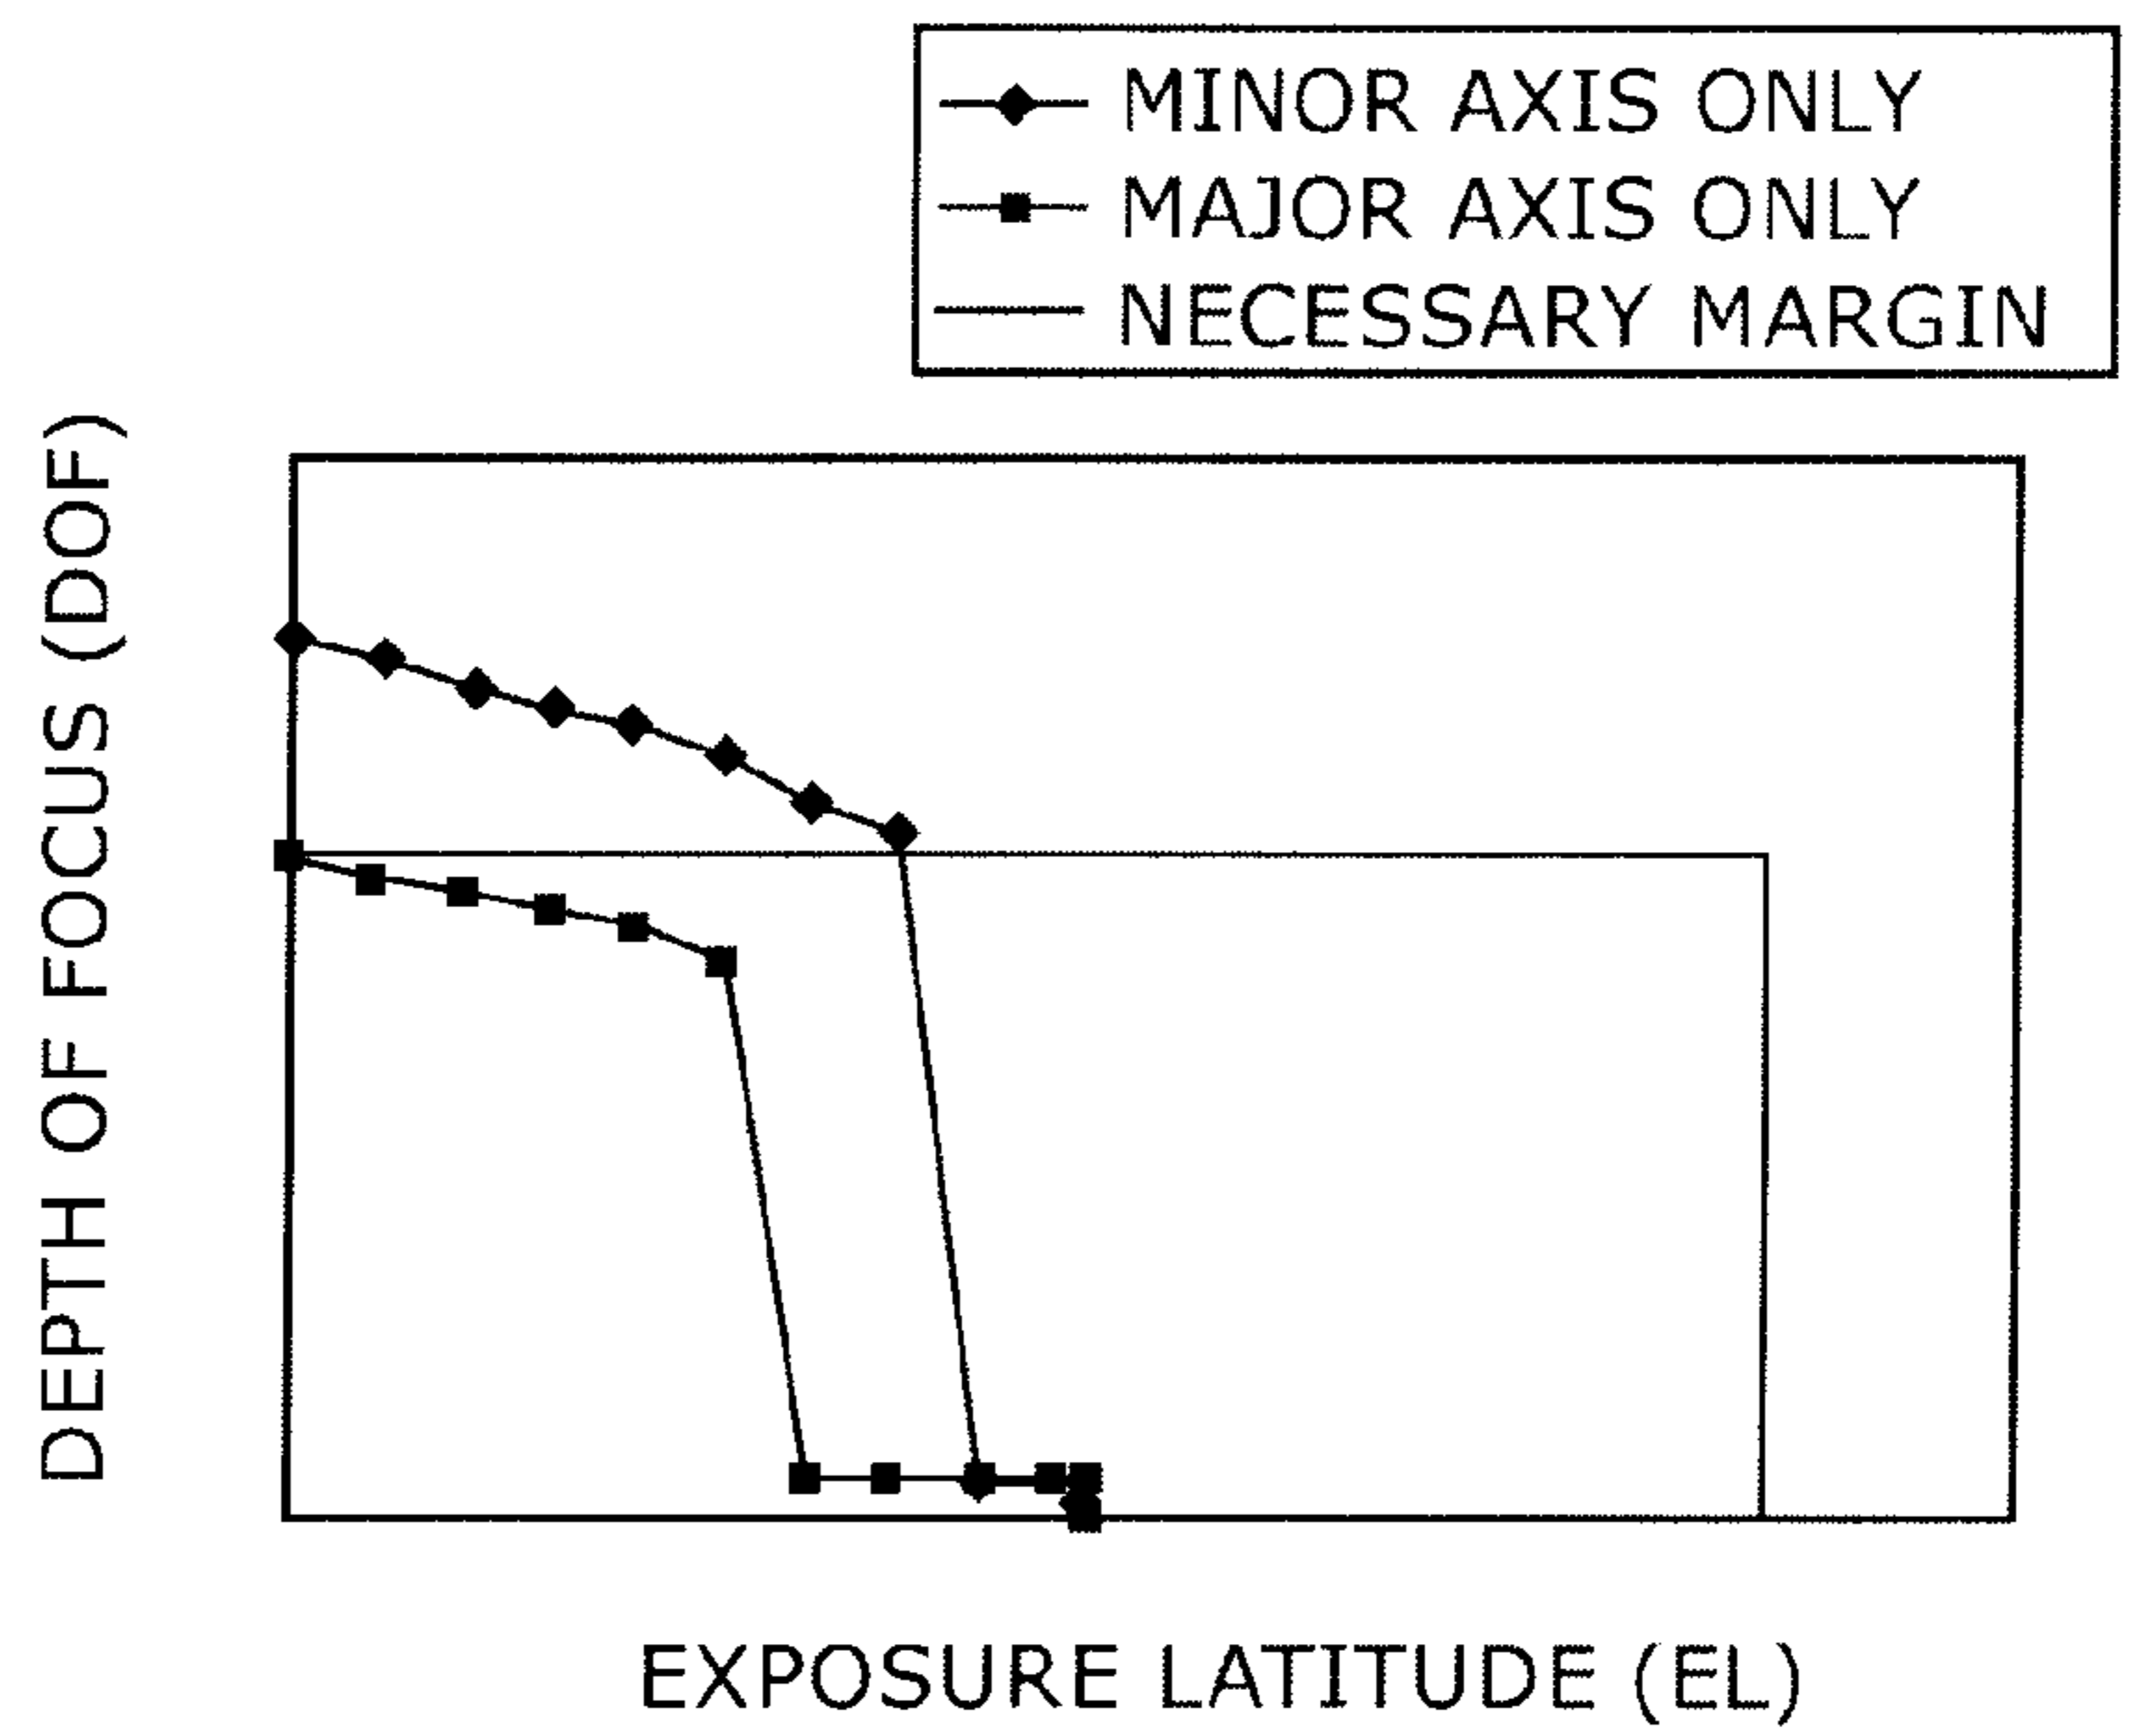 MINOR AXIS ONLY
MAJOR AXIS ONLY
NECESSARY MARGIN
DEPTH OF FOCUS (DOF)
EXPOSURE LATITUDE (EL)